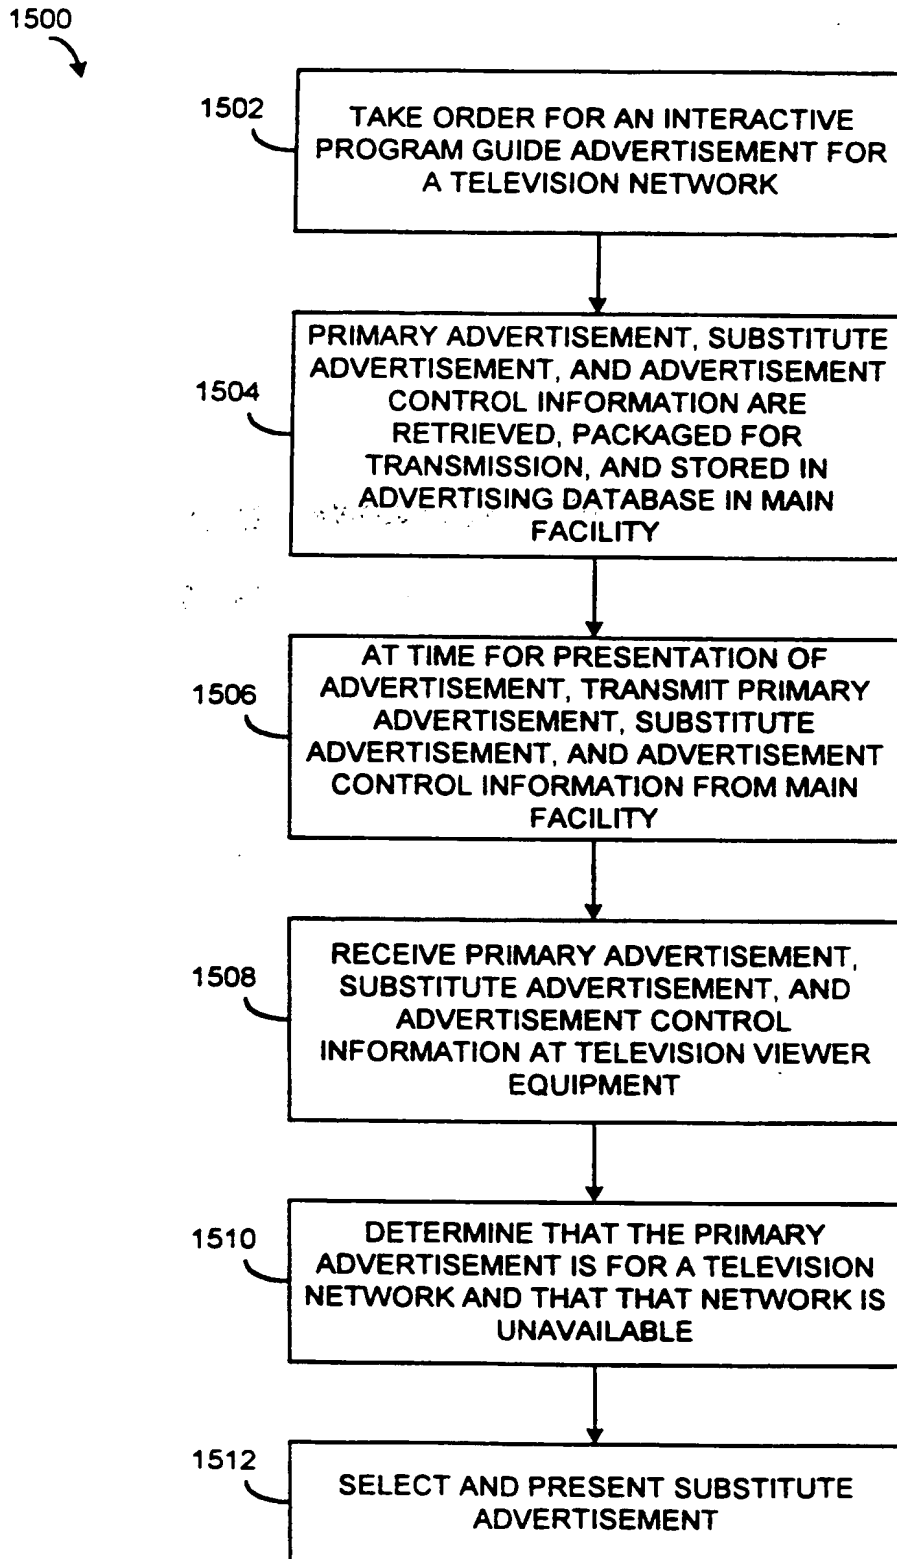 1500
1502
TAKE ORDER FOR AN INTERACTIVE
PROGRAM GUIDE ADVERTISEMENT FOR
A TELEVISION NETWORK
1504
PRIMARY ADVERTISEMENT, SUBSTITUTE
ADVERTISEMENT, AND ADVERTISEMENT
CONTROL INFORMATION ARE
RETRIEVED, PACKAGED FOR
TRANSMISSION, AND STORED IN
ADVERTISING DATABASE IN MAIN
FACILITY
1506
AT TIME FOR PRESENTATION OF
ADVERTISEMENT, TRANSMIT PRIMARY
ADVERTISEMENT, SUBSTITUTE
ADVERTISEMENT, AND ADVERTISEMENT
CONTROL INFORMATION FROM MAIN
FACILITY
1508
RECEIVE PRIMARY ADVERTISEMENT,
SUBSTITUTE ADVERTISEMENT, AND
ADVERTISEMENT CONTROL
INFORMATION AT TELEVISION VIEWER
EQUIPMENT
1510
DETERMINE THAT THE PRIMARY
ADVERTISEMENT IS FOR A TELEVISION
NETWORK AND THAT THAT NETWORK IS
UNAVAILABLE
1512
SELECT AND PRESENT SUBSTITUTE
ADVERTISEMENT